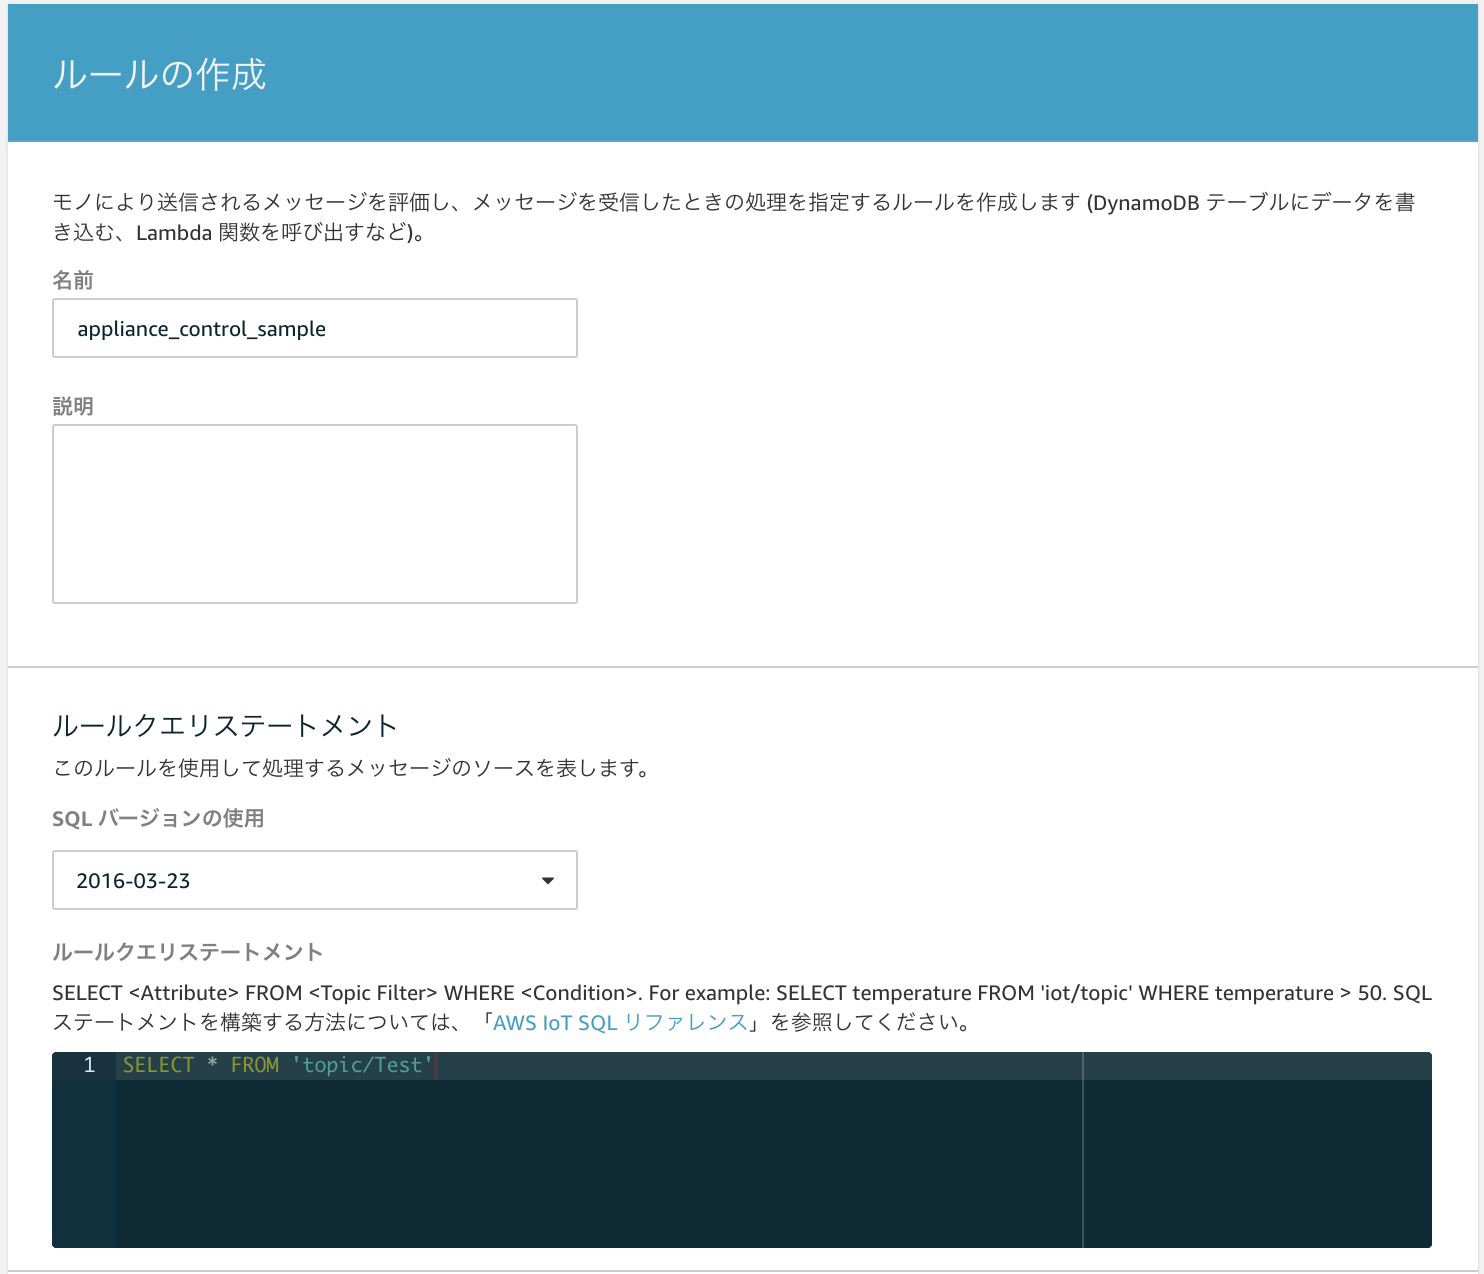 ルールの作成
モノにより送信されるメッセージを評価し、メッセージを受信したときの処理を指定するルールを作成します (DynamoDB テーブルにデータを書
き込む、Lambda 関数を呼び出すなど)。
名前
appliance_control_sample
説明
ルールクエリステートメント
このルールを使用して処理するメッセージのソースを表します。
SQL バージョンの使用
2016-03-23
ルールクエリステートメント
SELECT <Attribute> FROM <Topic Filter> WHERE <Condition>. For example: SELECT temperature FROM 'iot/topic' WHERE temperature > 50. SQL
ステートメントを構築する方法については、「AWS IoT SQL リファレンス」を参照してください。
1 SELECT * FROM 'topic/Test'